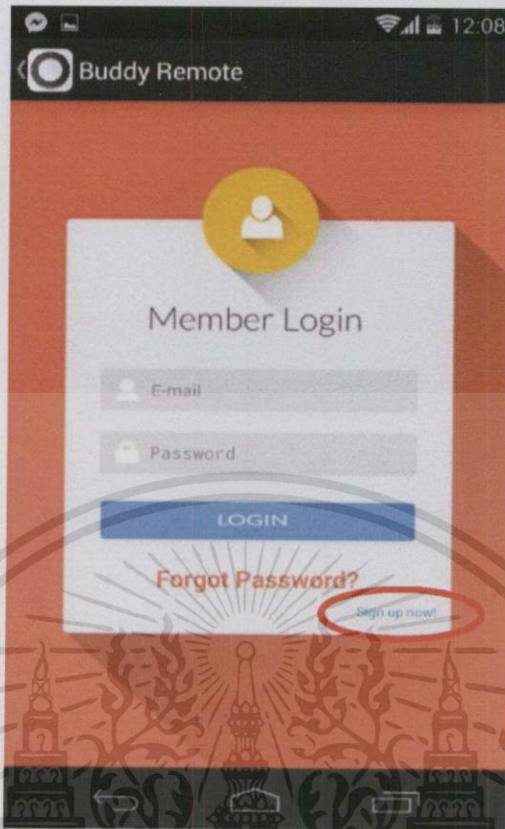 12:08
Buddy Remote
Member Login
E-mail
Password
LOGIN
Forgot Password?
Sign up now!